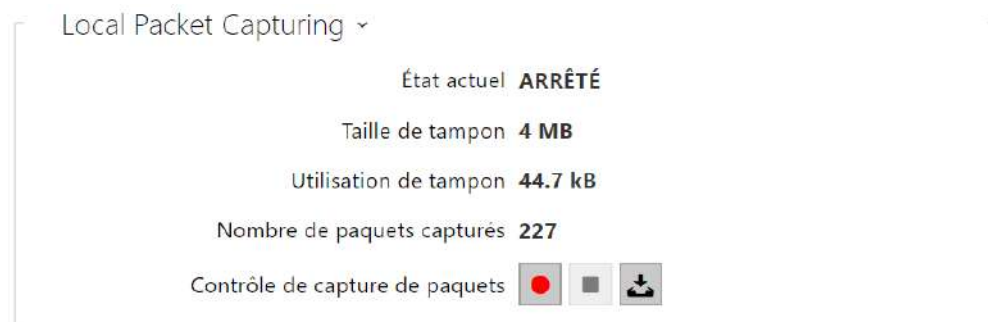 Local Packet Capturing
État actuel ARRÊTÉ
Taille de tampon 4 MB
Utilisation de tampon 44.7 kB
Nombre de paquets capturés 227
Contrôle de capture de paquets